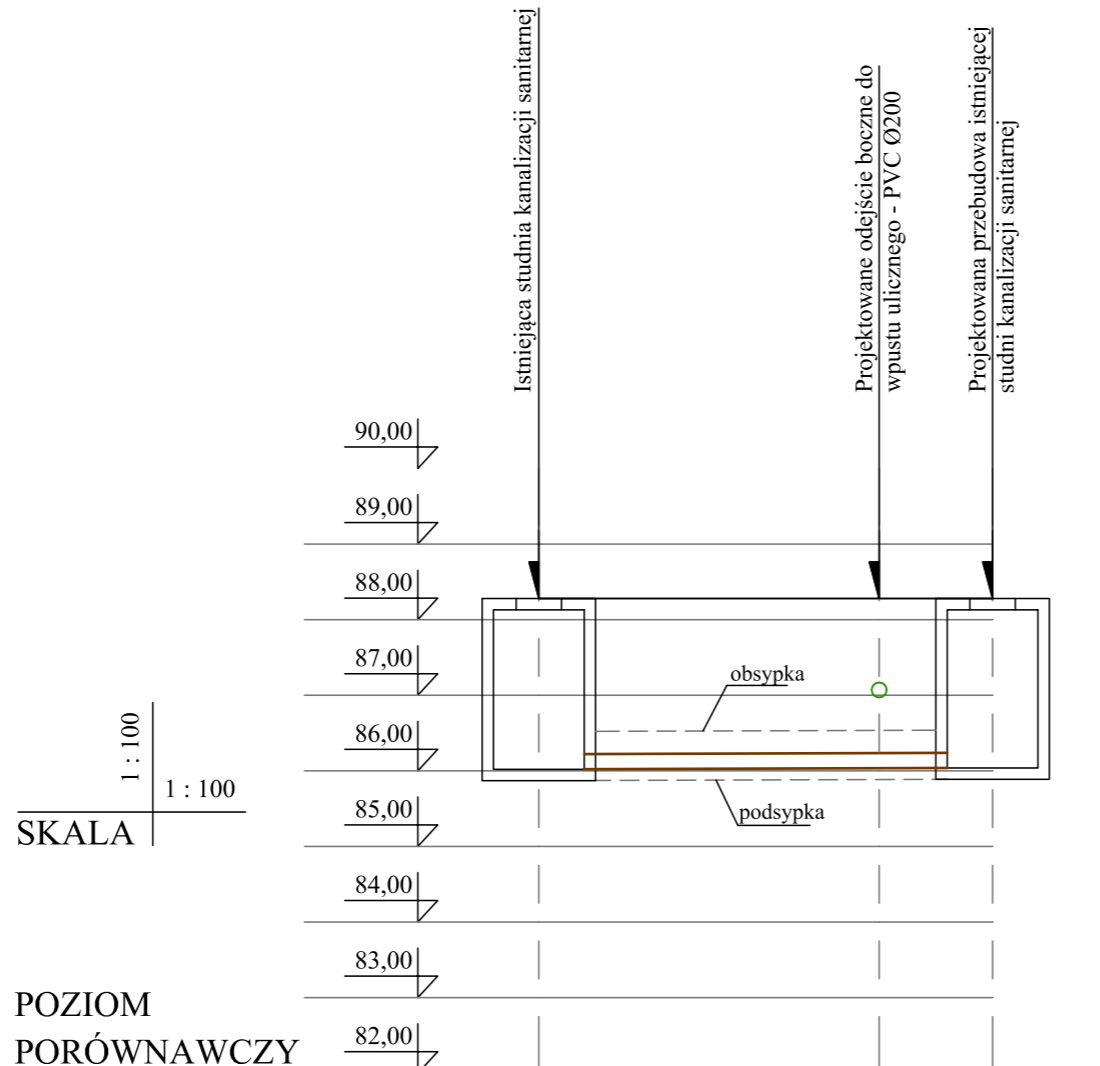 Istniejąca studnia kanalizacji sanitarnej
Projektowane odejście boczne do
wpustu ulicznego - PVC Ø200
Projektowana przebudowa istniejącej
studni kanalizacji sanitarnej
90,00
89,00
88,00
87,00
86,00
85,00
84,00
83,00
82,00
obsypka
podsypka
1 : 100
1 : 100
SKALA
POZIOM
PORÓWNAWCZY